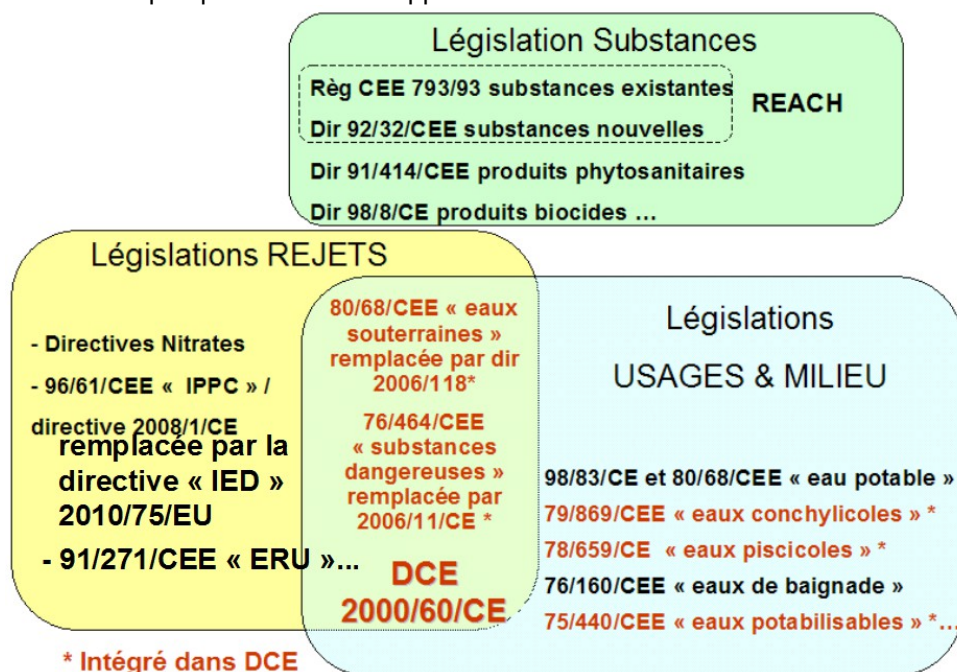 Législation Substances
Règ CEE 793/93 substances existantes
REACH
Dir 92/32/CEE substances nouvelles
Dir 91/414/CEE produits phytosanitaires
Dir 98/8/CE produits biocides ...
Législations REJETS
- Directives Nitrates
- 96/61/CEE « IPPC » /
directive 2008/1/CE
remplacée par la
directive « IED »
2010/75/EU
- 91/271/CEE « ERU »...
80/68/CEE « eaux
souterraines »
remplacée par dir
2006/118*
76/464/CEE
« substances
dangereuses »
remplacée par
2006/11/CE *
DCE
2000/60/CE
Législations
USAGES & MILIEU
98/83/CE et 80/68/CEE « eau potable »
79/869/CEE « eaux conchylicoles » *
78/659/CE « eaux piscicoles » *
76/160/CEE « eaux de baignade »
75/440/CEE « eaux potabilisables » *...
* Intégré dans DCE